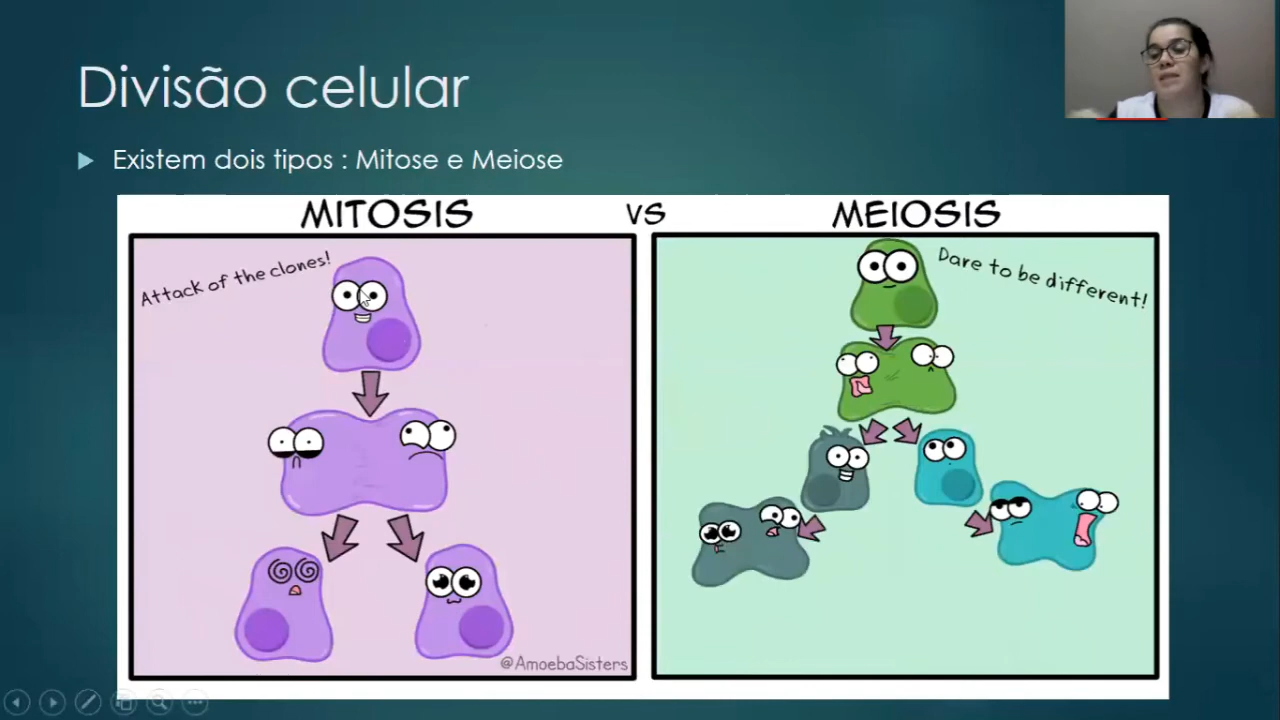 Divisão celular
Existem dois tipos : Mitose e Meiose
MITOSIS VS MEIOSIS
Attack of the clones!
Dare to be different!
@AmoebaSisters